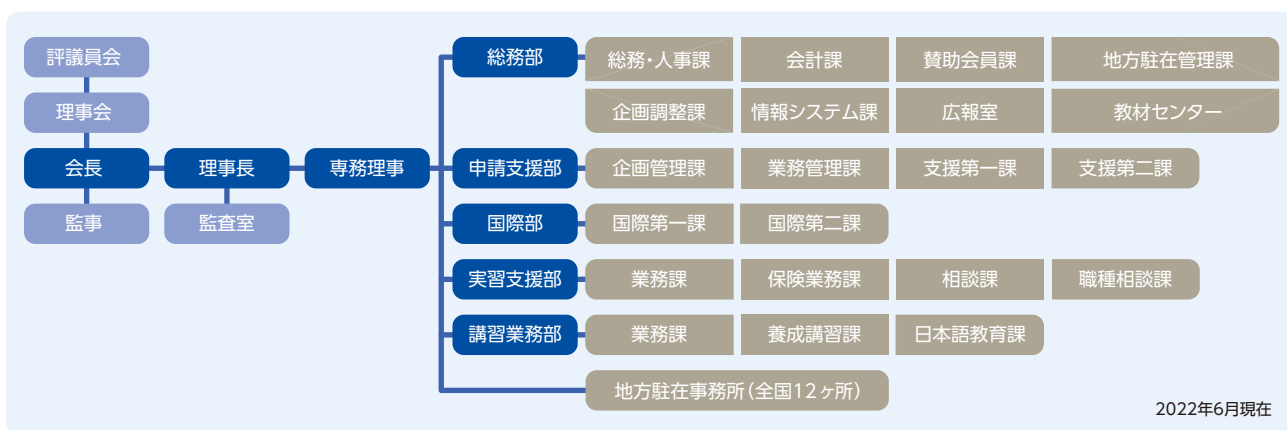 評議員会
理事会
会長 理事長 専務理事
監事 監査室
総務部 総務・人事課 会計課 賛助会員課 地方駐在管理課
企画調整課 情報システム課 広報室 教材センター
申請支援部 企画管理課 業務管理課 支援第一課 支援第二課
国際部 国際第一課 国際第二課
実習支援部 業務課 保険業務課 相談課 職種相談課
講習業務部 業務課 養成講習課 日本語教育課
地方駐在事務所(全国12ヶ所)
2022年6月現在